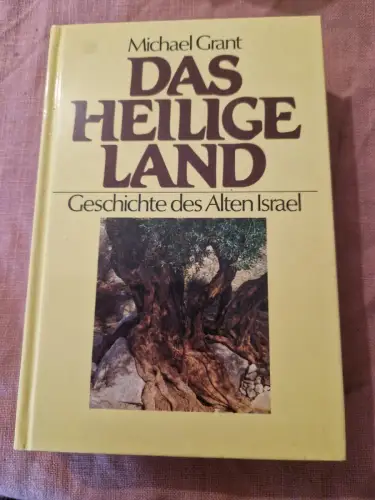 Michael Grant
DAS
HEILIGE
LAND
Geschichte des Alten Israel